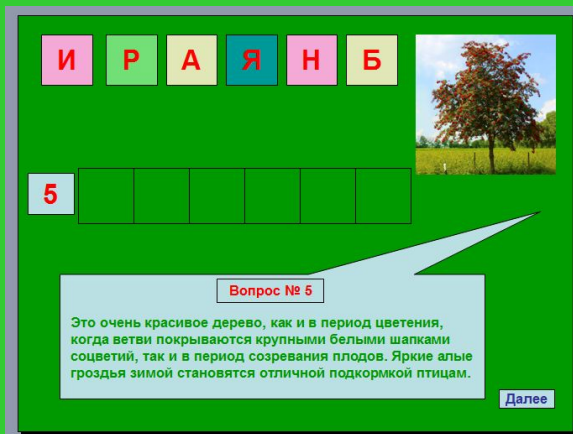 И Р А Я Н Б
5
Вопрос № 5
Это очень красивое дерево, как и в период цветения,
когда ветви покрываются крупными белыми шапками
соцветий, так и в период созревания плодов. Яркие алые
гроздья зимой становятся отличной подкормкой птицам.
Далее